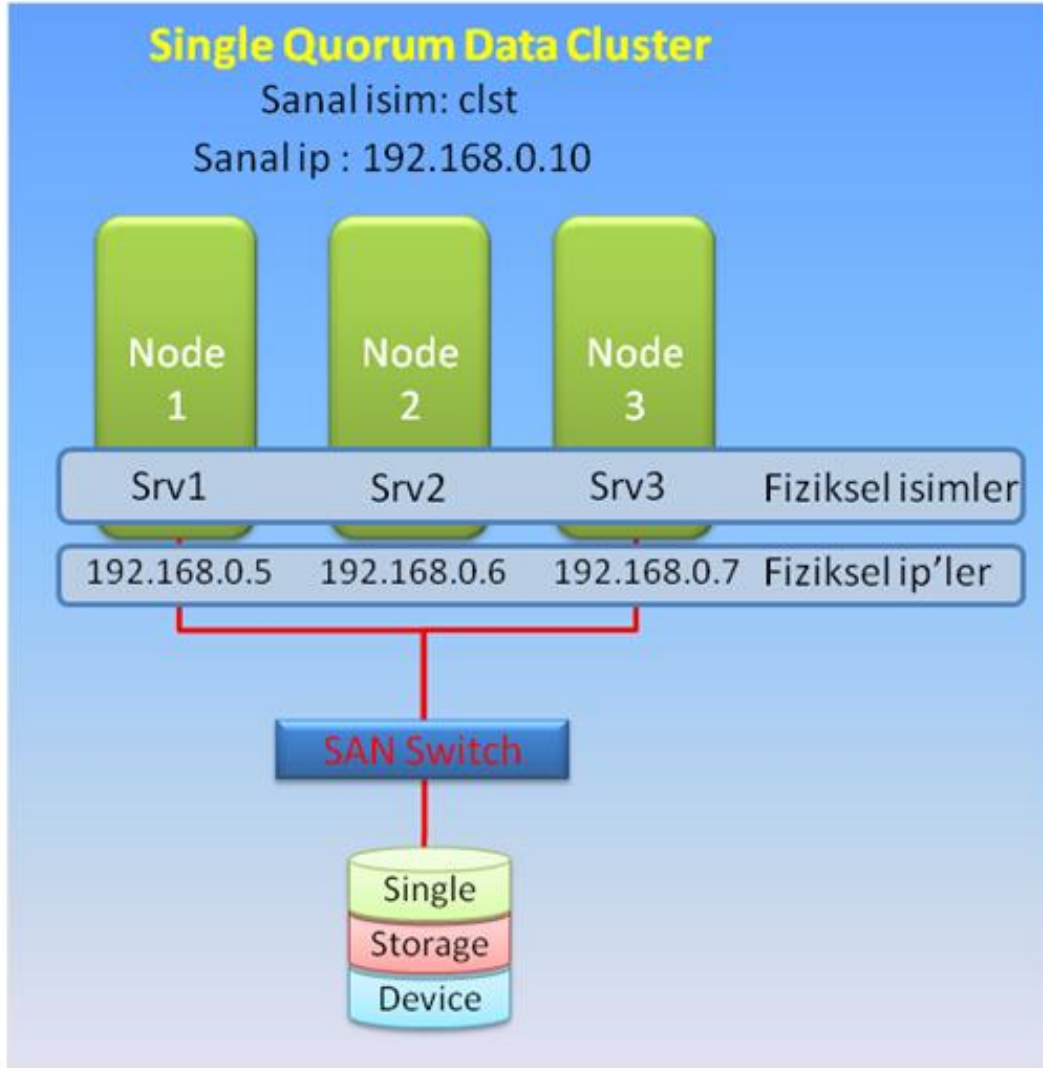 Single Quorum Data Cluster
Sanal isim: clst
Sanal ip : 192.168.0.10
Node
1
Node
2
Node
3
Srv1 Srv2 Srv3 Fiziksel isimler
192.168.0.5 192.168.0.6 192.168.0.7 Fiziksel ip’ler
SAN Switch
Single
Storage
Device